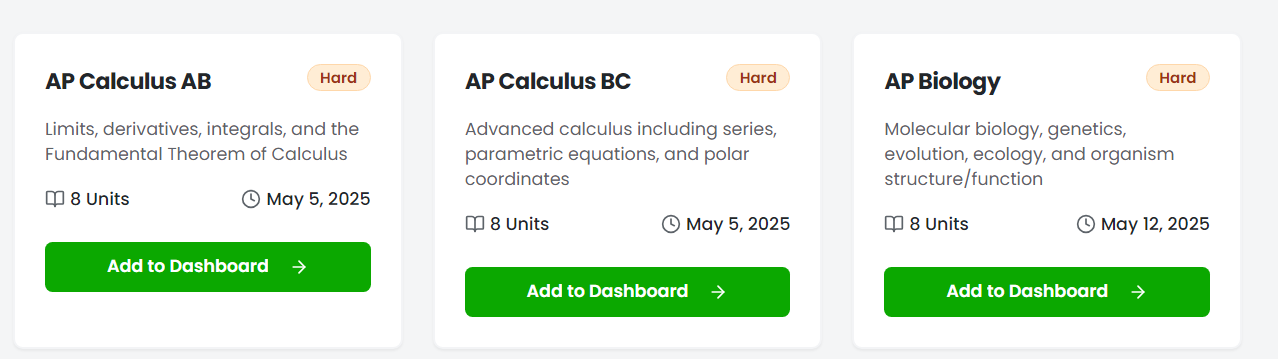 AP Calculus AB
Hard
Limits, derivatives, integrals, and the
Fundamental Theorem of Calculus
8 Units
May 5, 2025
Add to Dashboard
AP Calculus BC
Hard
Advanced calculus including series,
parametric equations, and polar
coordinates
8 Units
May 5, 2025
Add to Dashboard
AP Biology
Hard
Molecular biology, genetics,
evolution, ecology, and organism
structure/function
8 Units
May 12, 2025
Add to Dashboard